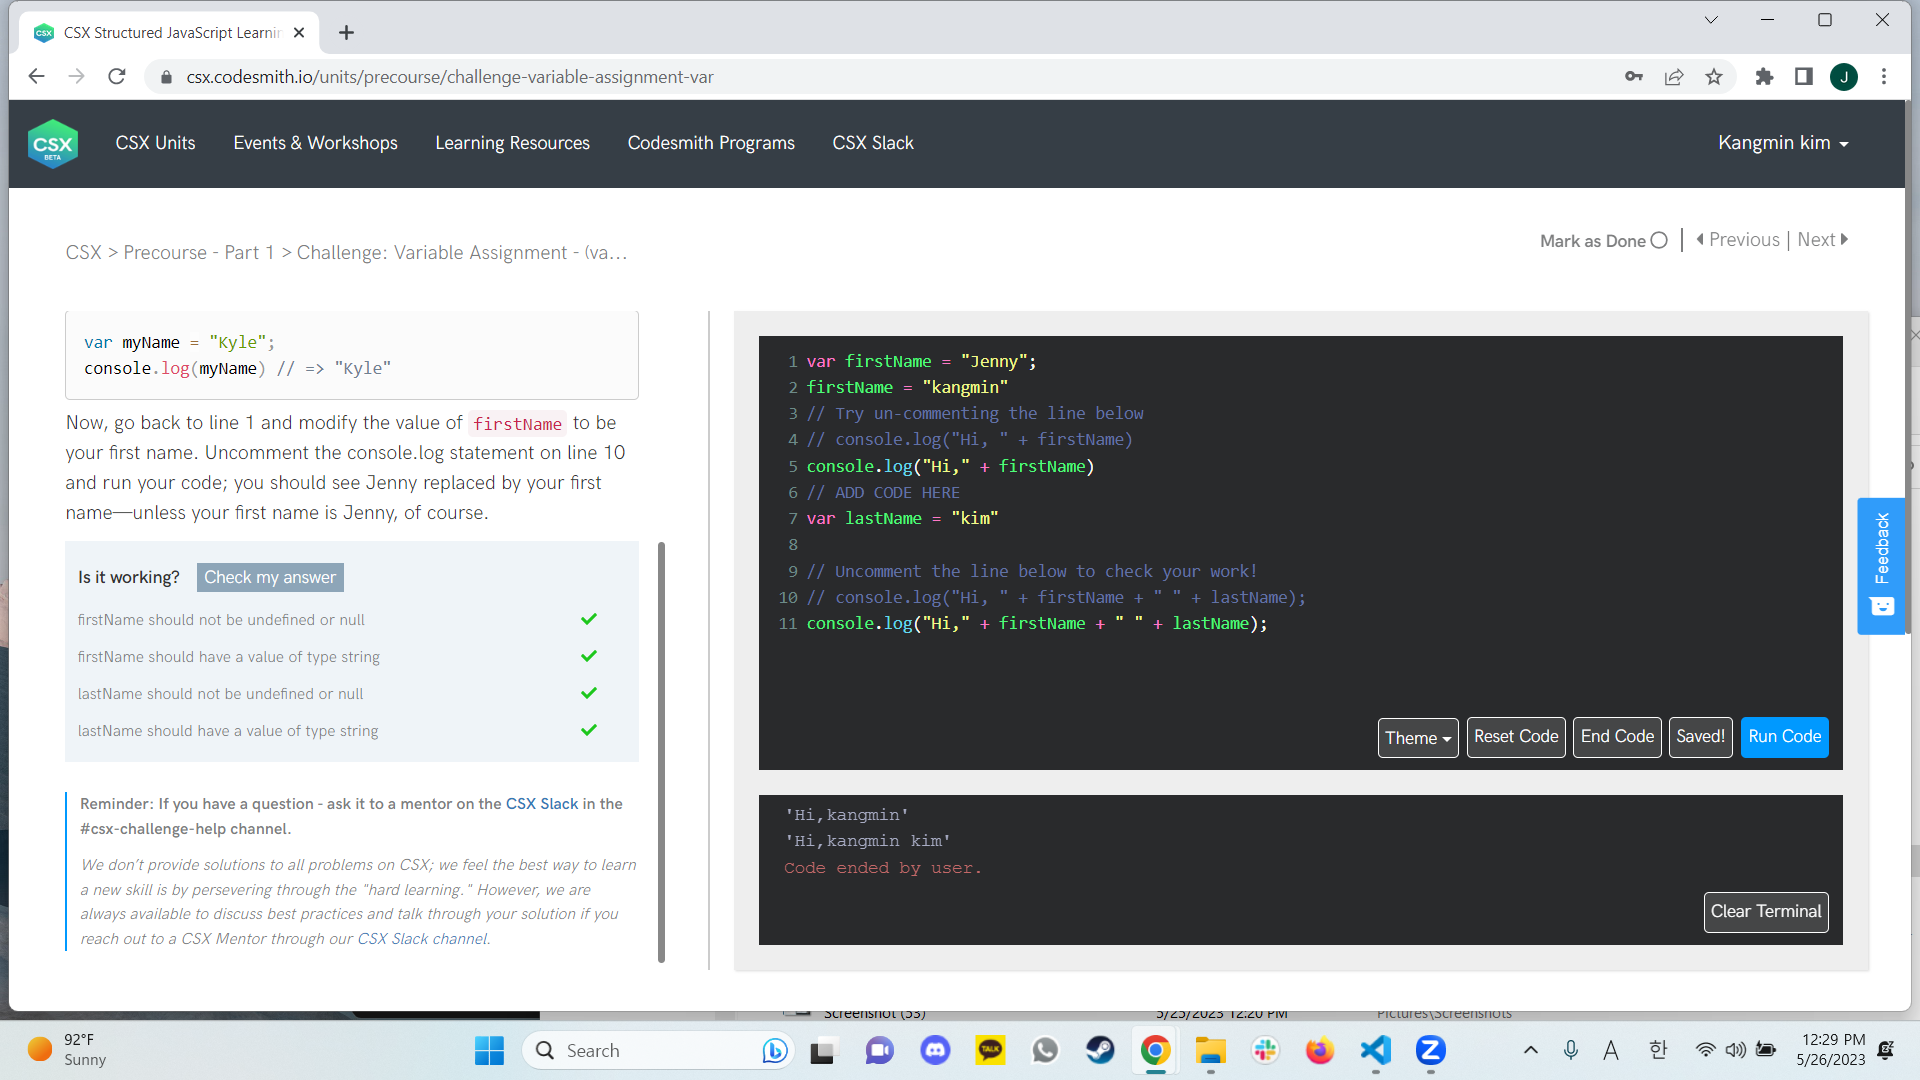 CSX Structured JavaScript Learnin
csx.codesmith.io/units/precourse/challenge-variable-assignment-var
J
CSX
BETA
CSX Units
Events & Workshops
Learning Resources
Codesmith Programs
CSX Slack
Kangmin kim
CSX > Precourse - Part 1 > Challenge: Variable Assignment - (va...
Mark as Done
Previous | Next
var myName = "Kyle";
console.log(myName) // => "Kyle"
Now, go back to line 1 and modify the value of firstName to be
your first name. Uncomment the console.log statement on line 10
and run your code; you should see Jenny replaced by your first
name—unless your first name is Jenny, of course.
Is it working? Check my answer
firstName should not be undefined or null
firstName should have a value of type string
lastName should not be undefined or null
lastName should have a value of type string
Reminder: If you have a question - ask it to a mentor on the CSX Slack in the
#csx-challenge-help channel.
We don't provide solutions to all problems on CSX; we feel the best way to learn
a new skill is by persevering through the "hard learning." However, we are
always available to discuss best practices and talk through your solution if you
reach out to a CSX Mentor through our CSX Slack channel.
1 var firstName = "Jenny";
2 firstName = "kangmin"
3 // Try un-commenting the line below
4 // console.log("Hi, " + firstName)
5 console.log("Hi," + firstName)
6 // ADD CODE HERE
7 var lastName = "kim"
8
9 // Uncomment the line below to check your work!
10 // console.log("Hi, " + firstName + " " + lastName);
11 console.log("Hi," + firstName + " " + lastName);
Theme
Reset Code
End Code
Saved!
Run Code
'Hi,kangmin'
'Hi,kangmin kim'
Code ended by user.
Clear Terminal
Feedback
Screenshot (53)
5/25/2023 12:20 PM
Pictures\Screenshots
92°F
Sunny
Search
TALK
A
한
12:29 PM
5/26/2023